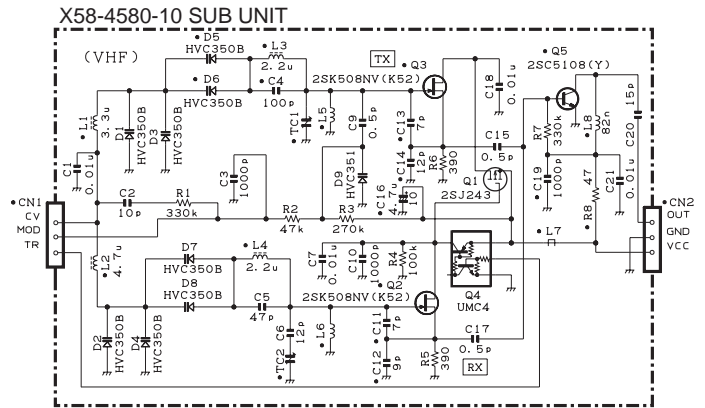 X58-4580-10 SUB UNIT
(VHF)
D5
HVC350B
L3
2.2u
TX
Q3
2SK508NV(K52)
Q5
2SC5108(Y)
D6
HVC350B
C4
100p
L1
3.3u
D1
HVC350B
D3
HVC350B
TC1
L5
C9
0.5p
C13
7p
C18
0.01u
R7
330k
L8
82n
C20
15p
C1
0.01u
C3
1000p
D9
HVC351
C14
12p
R6
390
C15
0.5p
Q1
2SJ243
C19
1000p
R8
47
C21
0.01u
CN1
CV
MOD
TR
C2
10p
R1
330k
R2
47k
R3
270k
C16
4.7u
10
CN2
OUT
GND
VCC
L7
L2
4.7u
D7
HVC350B
L4
2.2u
C7
0.01u
C10
1000p
R4
100k
Q4
UMC4
D8
HVC350B
C5
47p
Q2
2SK508NV(K52)
D2
HVC350B
D4
HVC350B
C6
12p
TC2
L6
C11
7p
C12
9p
R5
390
C17
0.5p
RX